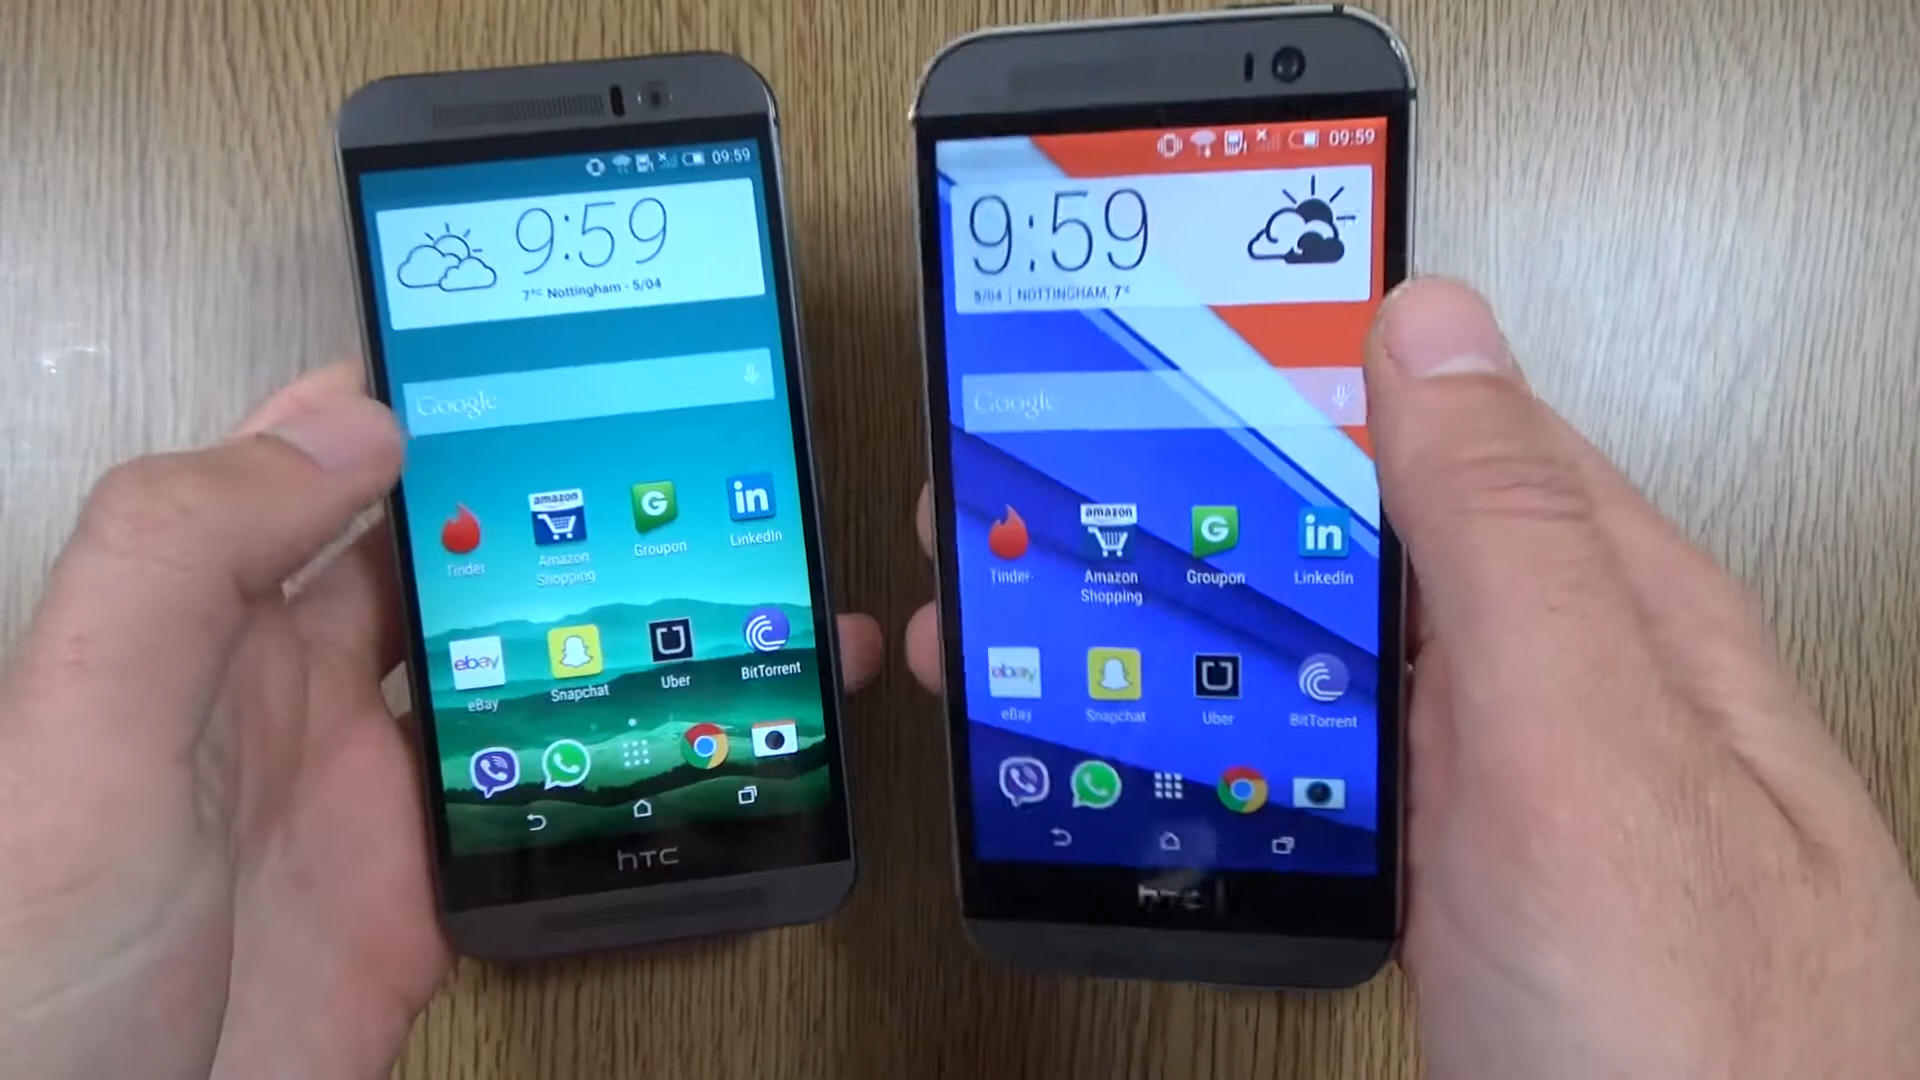 09:59
9:59
7°C Nottingham - 5/04
Google
Tinder
amazon
Amazon
Shopping
G
Groupon
in
LinkedIn
ebay
eBay
Snapchat
Uber
BitTorrent
hTC
09:59
9:59
5/04 | NOTTINGHAM, 7°C
Google
Tinder
amazon
Amazon
Shopping
G
Groupon
in
LinkedIn
ebay
eBay
Snapchat
Uber
BitTorrent
hTC